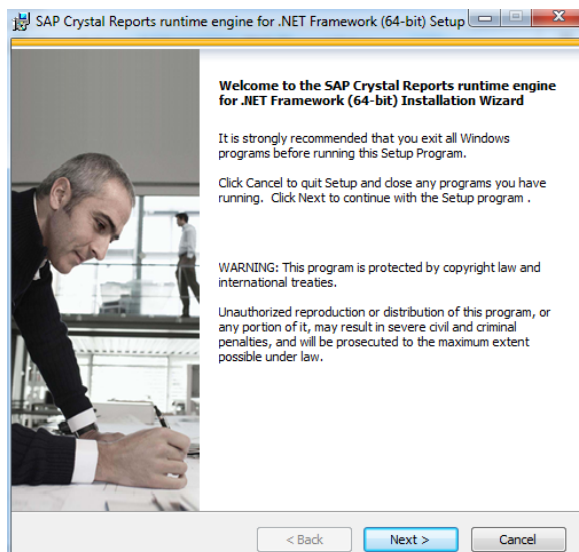 SAP Crystal Reports runtime engine for .NET Framework (64-bit) Setup
Welcome to the SAP Crystal Reports runtime engine
for .NET Framework (64-bit) Installation Wizard
It is strongly recommended that you exit all Windows
programs before running this Setup Program.
Click Cancel to quit Setup and close any programs you have
running. Click Next to continue with the Setup program .
WARNING: This program is protected by copyright law and
international treaties.
Unauthorized reproduction or distribution of this program, or
any portion of it, may result in severe civil and criminal
penalties, and will be prosecuted to the maximum extent
possible under law.
< Back Next > Cancel